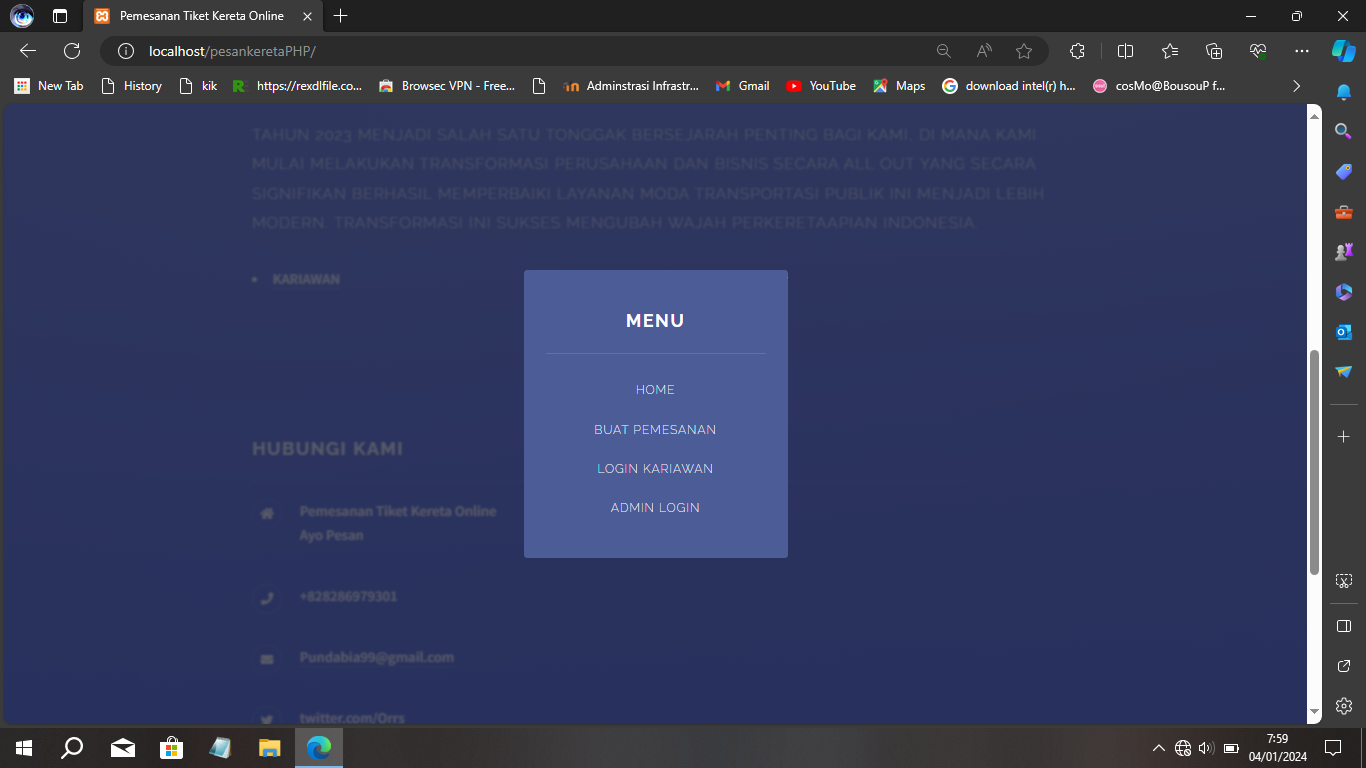 Pemesanan Tiket Kereta Online
localhost/pesankeretaPHP/
New Tab
History
kik
https://rexdlfile.co...
Browsec VPN - Free...
Adminstrasi Infrastr...
Gmail
YouTube
Maps
download intel(r) h...
cosMo@BousouP f...
TAHUN 2023 MENJADI SALAH SATU TONGGAK BERSEJARAH PENTING BAGI KAMI, DI MANA KAMI
MULAI MELAKUKAN TRANSFORMASI PERUSAHAAN DAN BISNIS SECARA ALL OUT YANG SECARA
SIGNIFIKAN BERHASIL MEMPERBAIKI LAYANAN MODA TRANSPORTASI PUBLIK INI MENJADI LEBIH
MODERN. TRANSFORMASI INI SUKSES MENGUBAH WAJAH PERKERETAAPIAN INDONESIA
• KARIAWAN
MENU
HOME
BUAT PEMESANAN
LOGIN KARIAWAN
ADMIN LOGIN
HUBUNGI KAMI
Pemesanan Tiket Kereta Online
Ayo Pesan
+828286979301
Pundabia99@gmail.com
twitter.com/Orrs
7:59
04/01/2024